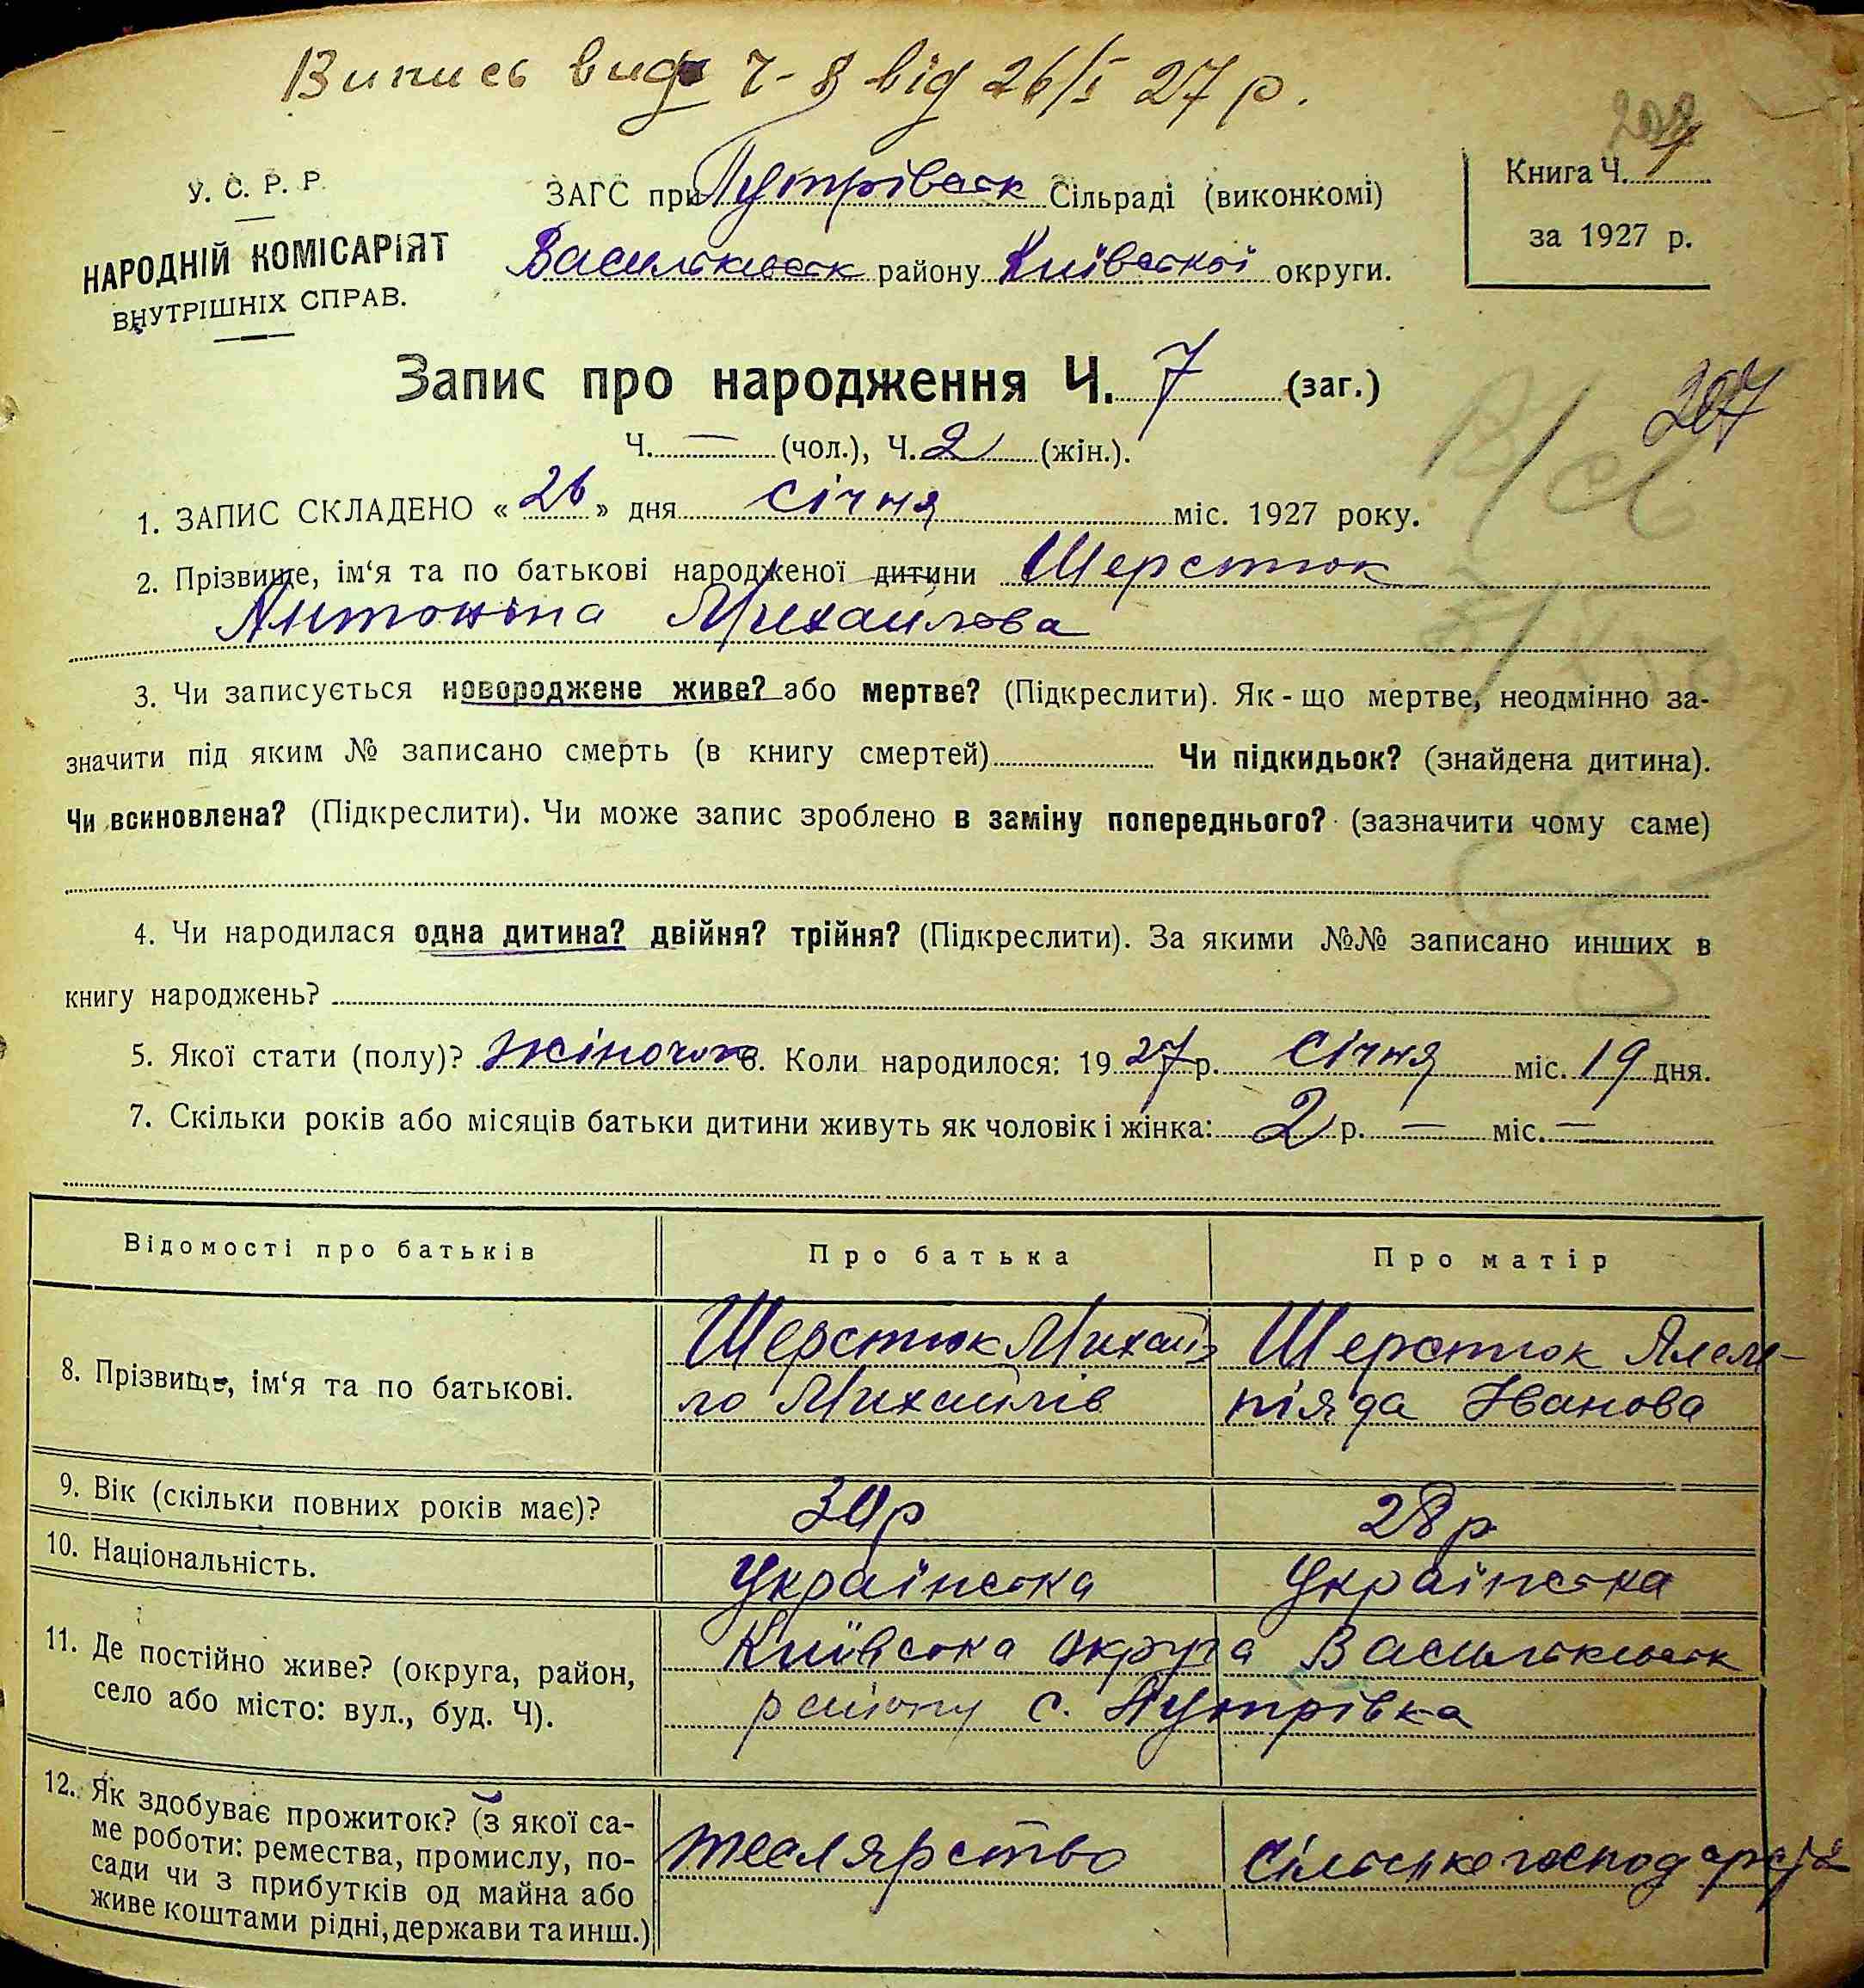 Випись вид ч-8 від 26/I 27 р.
У. С. Р. Р.
НАРОДНІЙ КОМІСАРІЯТ
ВНУТРІШНІХ СПРАВ.
ЗАГС при Путрівськ Сільраді (виконкомі)
Васильківськ району Київської округи.
Книга Ч. 1
за 1927 р.
Запис про народження Ч. 7 (заг.)
207
Ч. — (чол.), Ч. 2 (жін.).
1. ЗАПИС СКЛАДЕНО « 26 » дня січня міс. 1927 року.
2. Прізвище, ім‘я та по батькові народженої дитини Шерстюк
Антоніна Михайлова
3. Чи записується новороджене живе? або мертве? (Підкреслити). Як-що мертве, неодмінно за-
значити під яким № записано смерть (в книгу смертей) Чи підкидьок? (знайдена дитина).
Чи всиновлена? (Підкреслити). Чи може запис зроблено в заміну попереднього? (зазначити чому саме)
4. Чи народилася одна дитина? двійня? трійня? (Підкреслити). За якими №№ записано инших в
книгу народжень?
5. Якої стати (полу)? жіночого 6. Коли народилося: 1927 р. січня міс. 19 дня.
7. Скільки років або місяців батьки дитини живуть як чоловік і жінка: 2 р. — міс. —
Відомості про батьків Про батька Про матір
8. Прізвище, ім‘я та по батькові.
Шерстюк Михай-
ло Михайлів
Шерстюк Алем-
піяда Іванова
9. Вік (скільки повних років має)? 30р 28р
10. Національність. Українська Українська
11. Де постійно живе? (округа, район,
село або місто: вул., буд. Ч).
Київська округа Васильківськ
району с. Путрівка
12. Як здобуває прожиток? (з якої са-
ме роботи: ремества, промислу, по-
сади чи з прибутків од майна або
живе коштами рідні, держави та инш.)
теслярство
сільське господарств